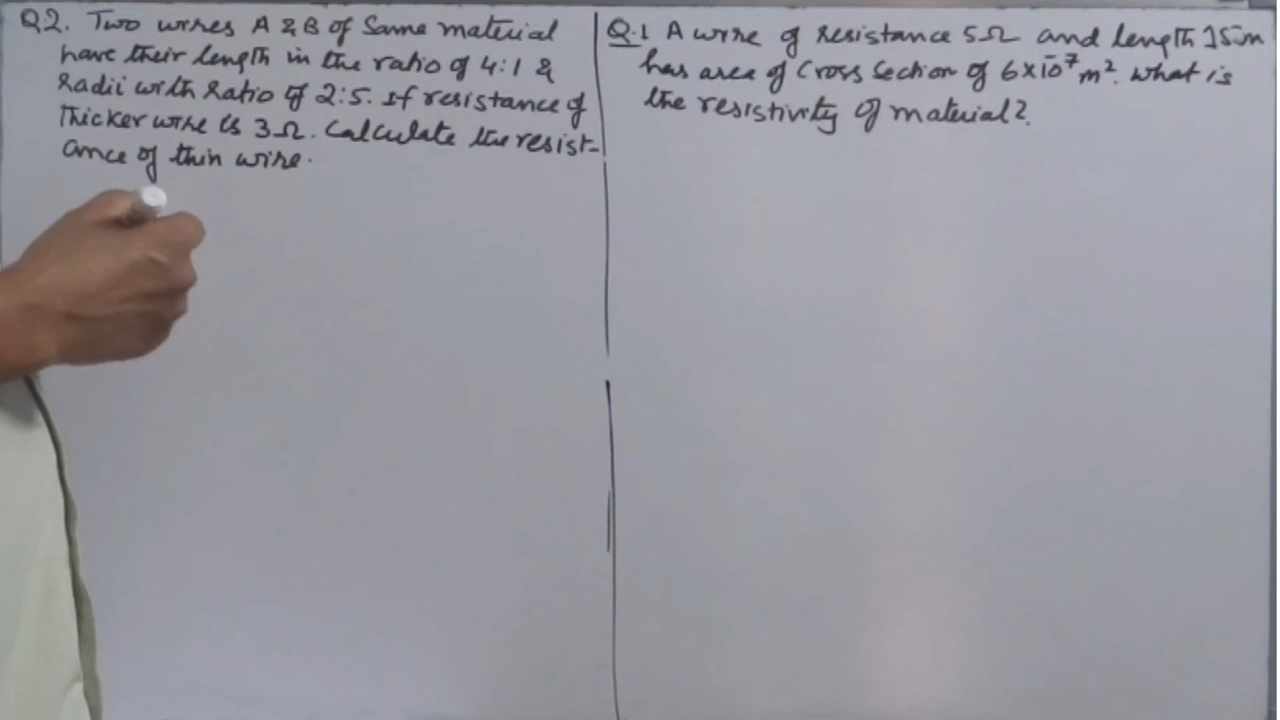 Q2. Two wires A & B of Same material
have their length in the ratio of 4:1 &
Radii with Ratio of 2:5. If resistance of
Thicker wire is 3Ω. Calculate the resist-
ance of thin wire.
Q.1 A wire of resistance 5Ω and length 15m
has area of Cross Section of 6×10⁻⁷m². What is
the resistivity of material?